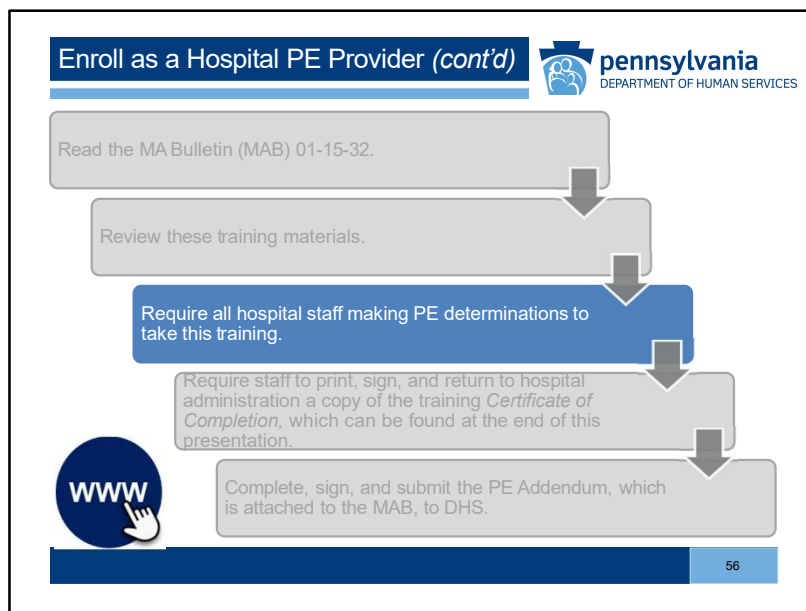 Enroll as a Hospital PE Provider (cont'd)
pennsylvania
DEPARTMENT OF HUMAN SERVICES
Read the MA Bulletin (MAB) 01-15-32.
Review these training materials.
Require all hospital staff making PE determinations to
take this training.
Require staff to print, sign, and return to hospital
administration a copy of the training Certificate of
Completion, which can be found at the end of this
presentation.
Complete, sign, and submit the PE Addendum, which
is attached to the MAB, to DHS.
www
56